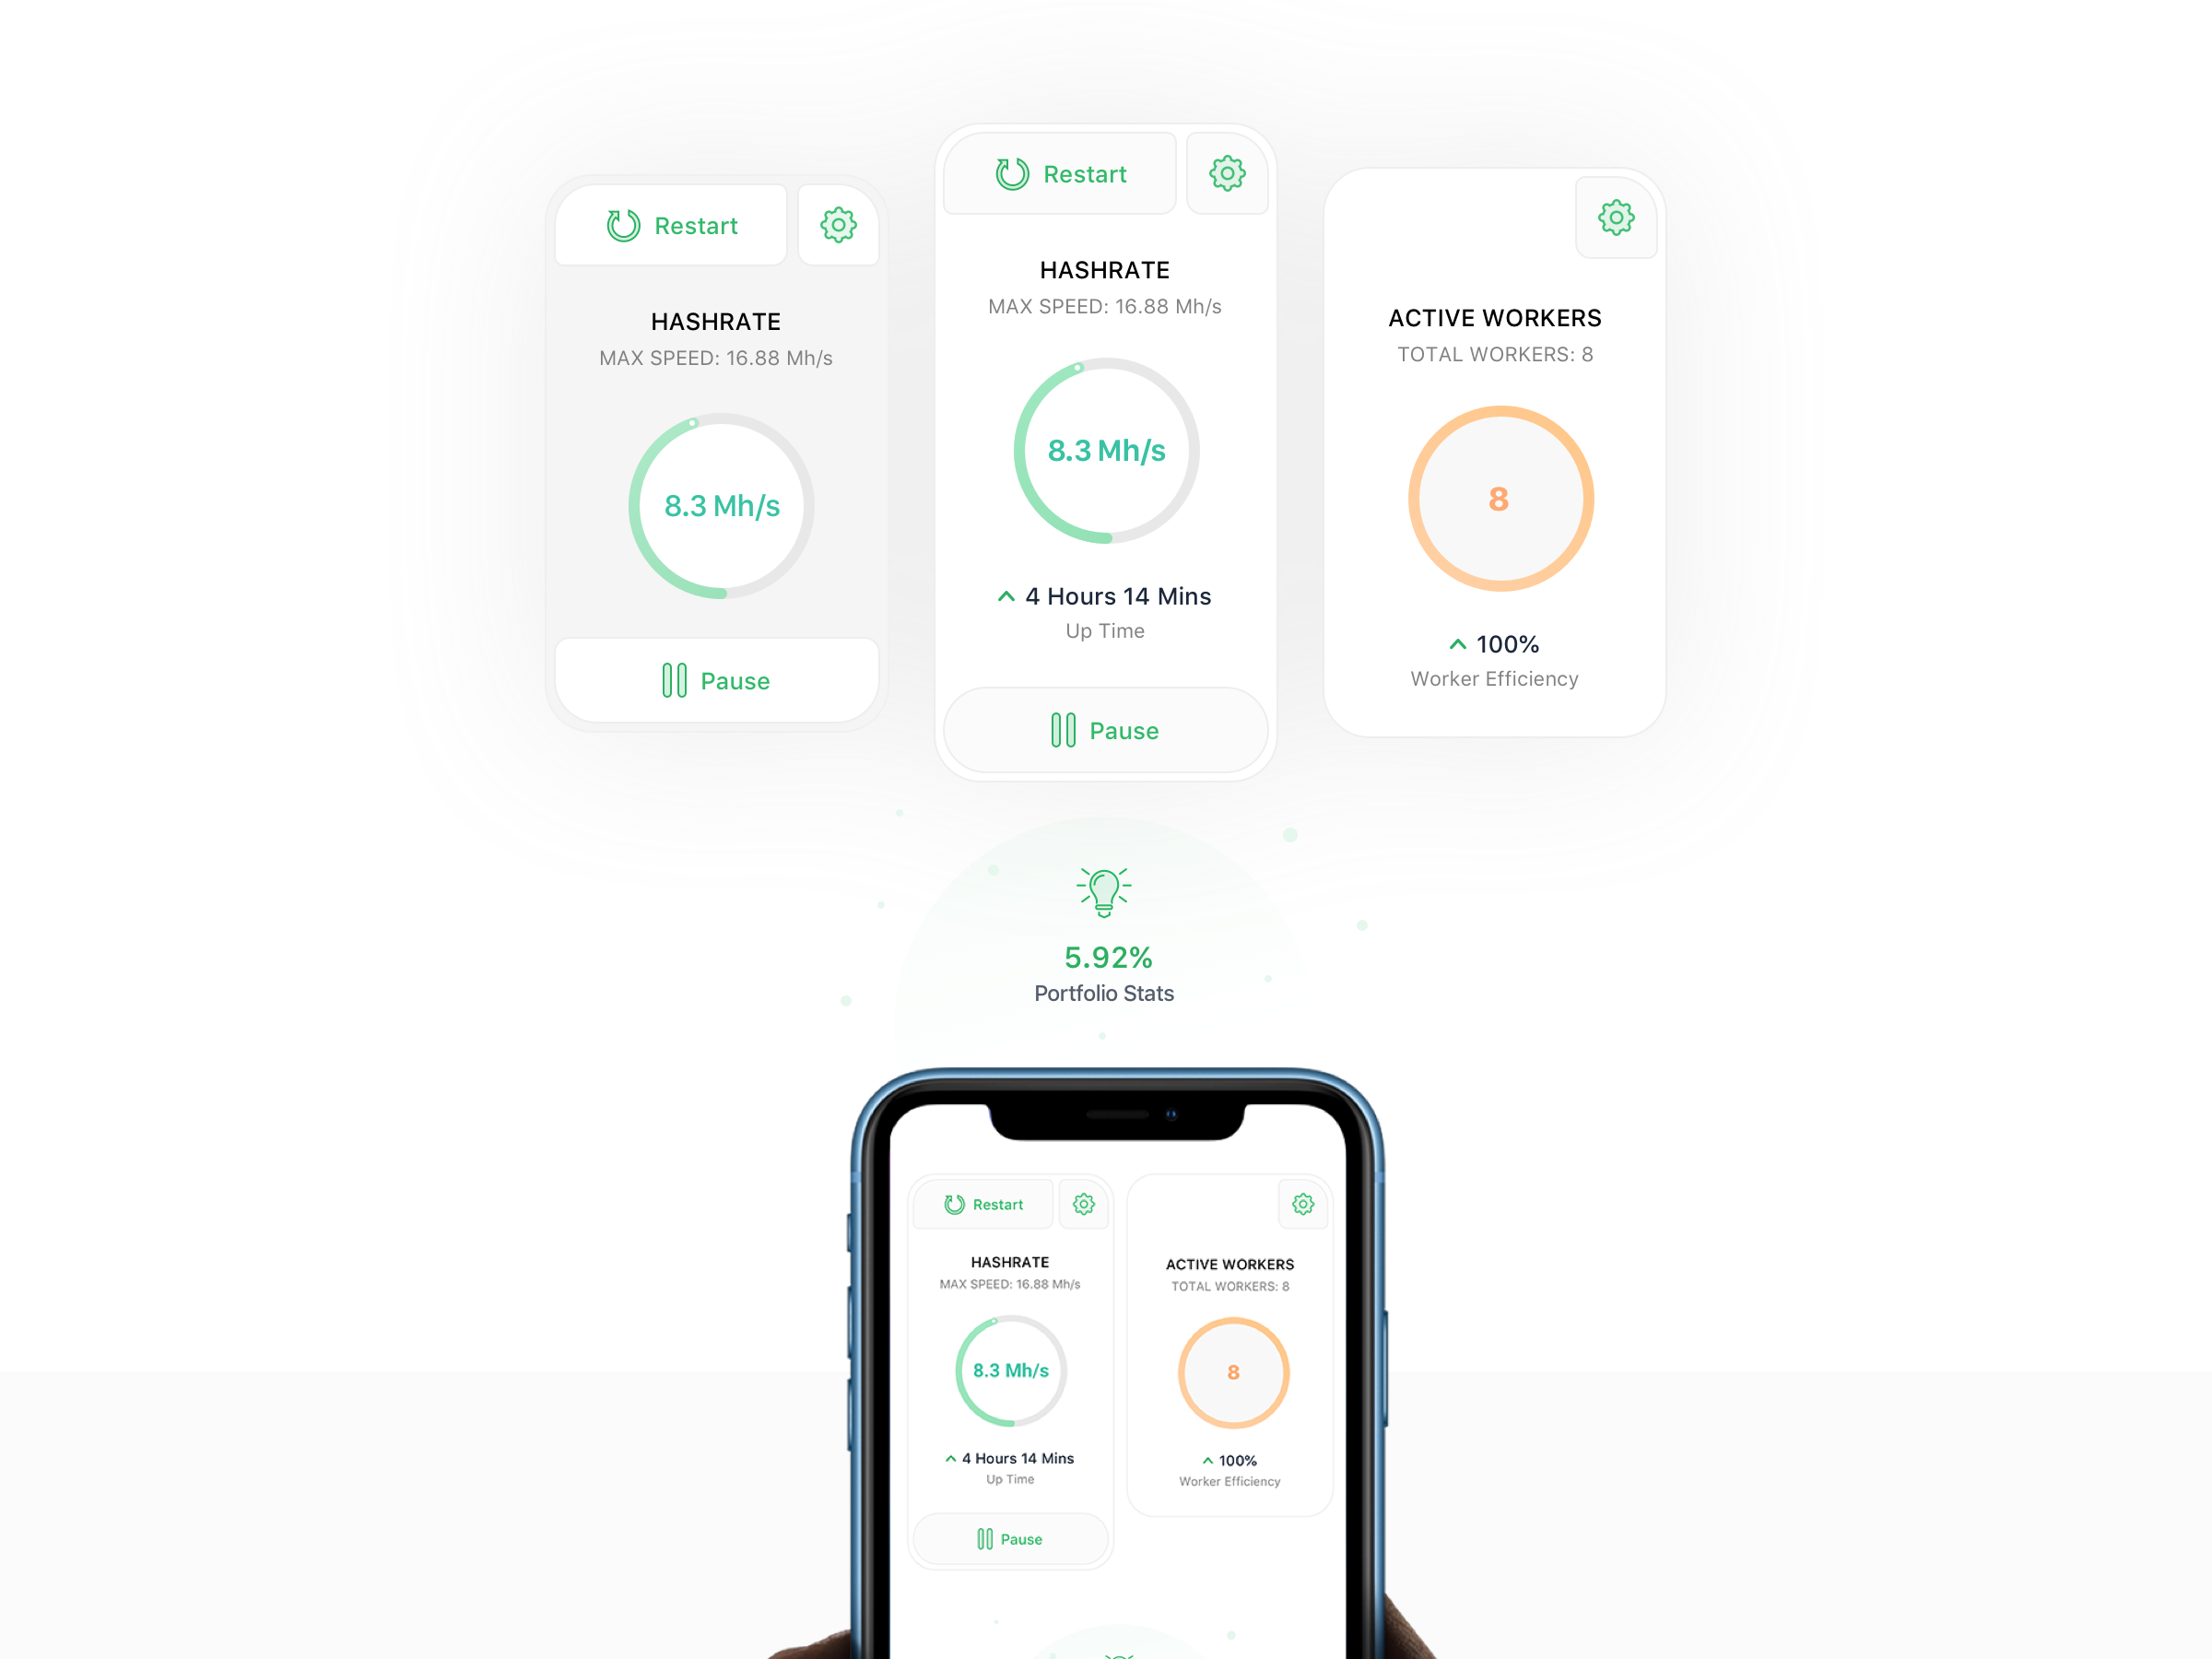 Restart
HASHRATE
MAX SPEED: 16.88 Mh/s
8.3 Mh/s
Pause
Restart
HASHRATE
MAX SPEED: 16.88 Mh/s
8.3 Mh/s
4 Hours 14 Mins
Up Time
Pause
ACTIVE WORKERS
TOTAL WORKERS: 8
8
100%
Worker Efficiency
5.92%
Portfolio Stats
Restart
HASHRATE
MAX SPEED: 16.88 Mh/s
8.3 Mh/s
4 Hours 14 Mins
Up Time
Pause
ACTIVE WORKERS
TOTAL WORKERS: 8
8
100%
Worker Efficiency